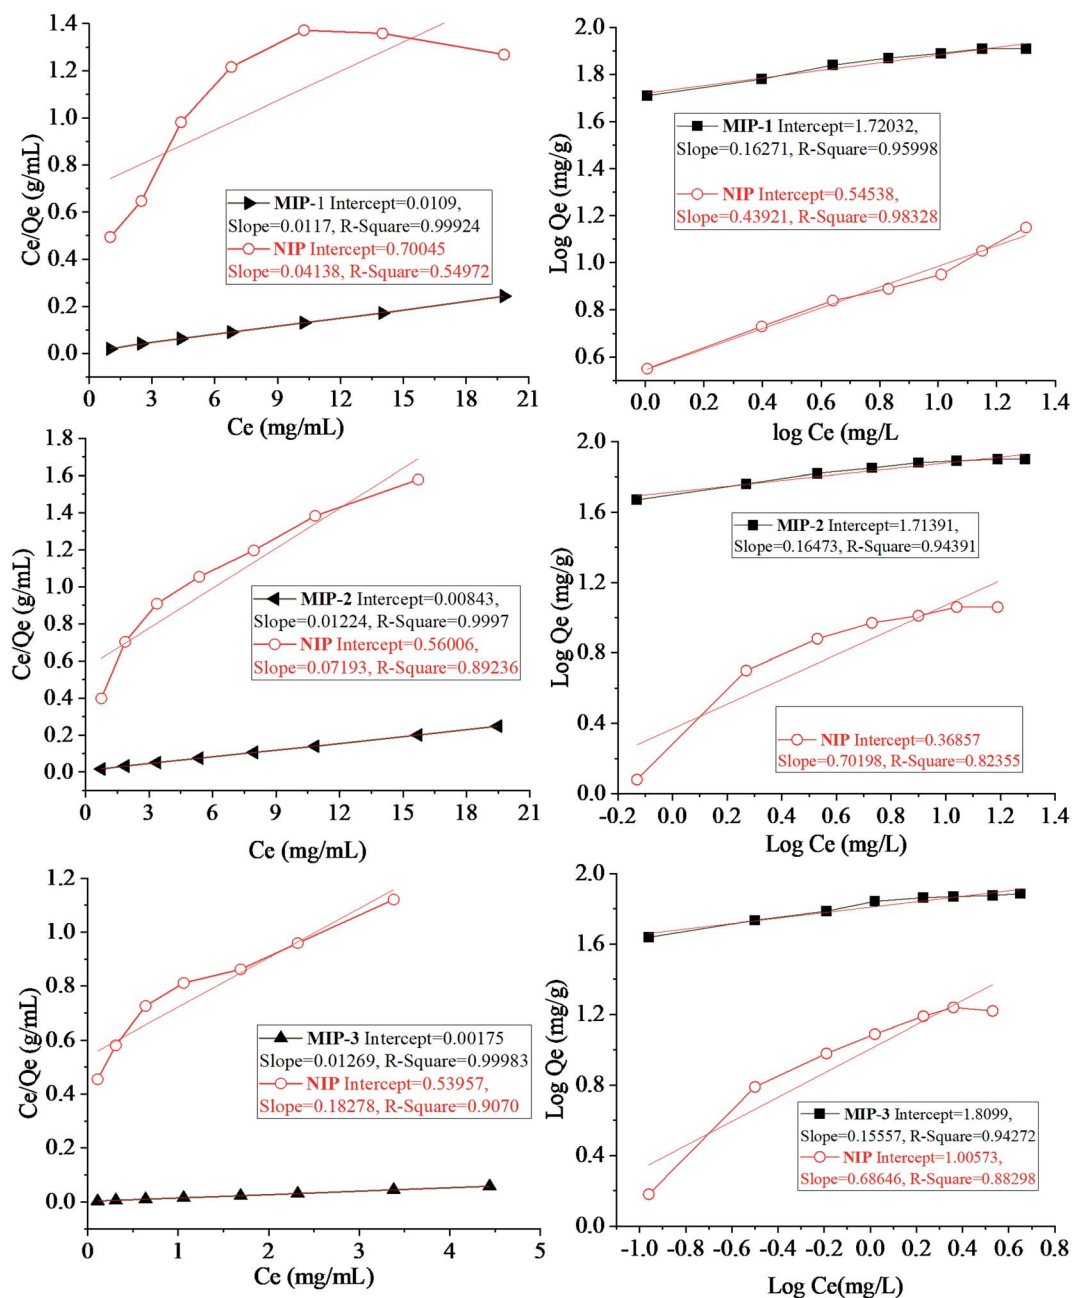 1.4
1.2
1.0
0.8
0.6
0.4
0.2
0.0
Ce/Qe (g/mL)
MIP-1 Intercept=0.0109,
Slope=0.0117, R-Square=0.99924
NIP Intercept=0.70045
Slope=0.04138, R-Square=0.54972
0 3 6 9 12 15 18 21
Ce (mg/mL)
2.0
1.8
1.6
1.4
1.2
1.0
0.8
0.6
Log Qe (mg/g)
MIP-1 Intercept=1.72032,
Slope=0.16271, R-Square=0.95998
NIP Intercept=0.54538,
Slope=0.43921, R-Square=0.98328
0.0 0.2 0.4 0.6 0.8 1.0 1.2 1.4
log Ce (mg/L
1.8
1.6
1.4
1.2
1.0
0.8
0.6
0.4
0.2
0.0
Ce/Qe (g/mL)
MIP-2 Intercept=0.00843,
Slope=0.01224, R-Square=0.9997
NIP Intercept=0.56006,
Slope=0.07193, R-Square=0.89236
0 3 6 9 12 15 18 21
Ce (mg/mL)
2.0
1.6
1.2
0.8
0.4
0.0
Log Qe (mg/g)
MIP-2 Intercept=1.71391,
Slope=0.16473, R-Square=0.94391
NIP Intercept=0.36857
Slope=0.70198, R-Square=0.82355
-0.2 0.0 0.2 0.4 0.6 0.8 1.0 1.2 1.4
Log Ce (mg/L)
1.2
1.0
0.8
0.6
0.4
0.2
0.0
Ce/Qe (g/mL)
MIP-3 Intercept=0.00175
Slope=0.01269, R-Square=0.99983
NIP Intercept=0.53957,
Slope=0.18278, R-Square=0.9070
0 1 2 3 4 5
Ce (mg/mL)
2.0
1.6
1.2
0.8
0.4
0.0
Log Qe (mg/g)
MIP-3 Intercept=1.8099,
Slope=0.15557, R-Square=0.94272
NIP Intercept=1.00573,
Slope=0.68646, R-Square=0.88298
-1.0 -0.8 -0.6 -0.4 -0.2 0.0 0.2 0.4 0.6 0.8
Log Ce(mg/L)